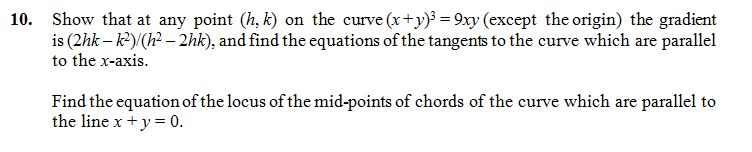 10. Show that at any point (h, k) on the curve (x+y)³ = 9xy (except the origin) the gradient
is (2hk – k²)/(h² – 2hk), and find the equations of the tangents to the curve which are parallel
to the x-axis.
Find the equation of the locus of the mid-points of chords of the curve which are parallel to
the line x + y = 0.